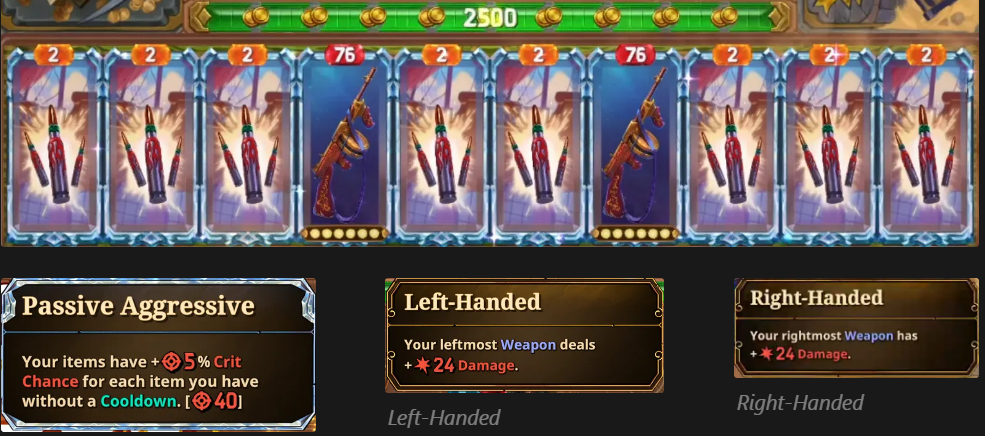 2500
2 2 2 76 2 2 76 2 2 2
Passive Aggressive
Your items have + 5% Crit
Chance for each item you have
without a Cooldown. [ 40]
Left-Handed
Your leftmost Weapon deals
+ 24 Damage.
Left-Handed
Right-Handed
Your rightmost Weapon has
+ 24 Damage.
Right-Handed